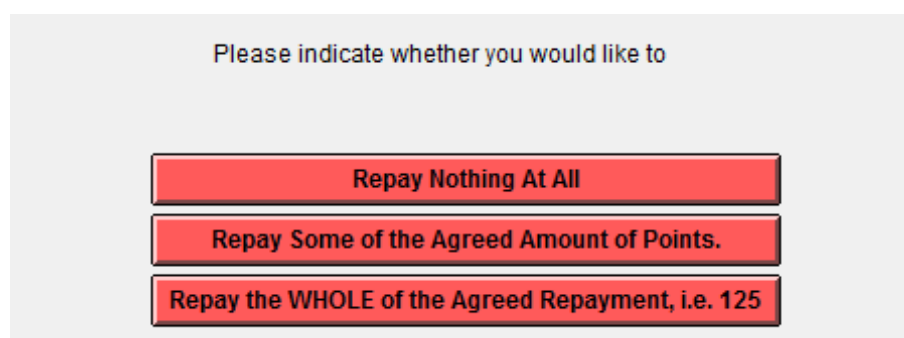 Please indicate whether you would like to
Repay Nothing At All
Repay Some of the Agreed Amount of Points.
Repay the WHOLE of the Agreed Repayment, i.e. 125